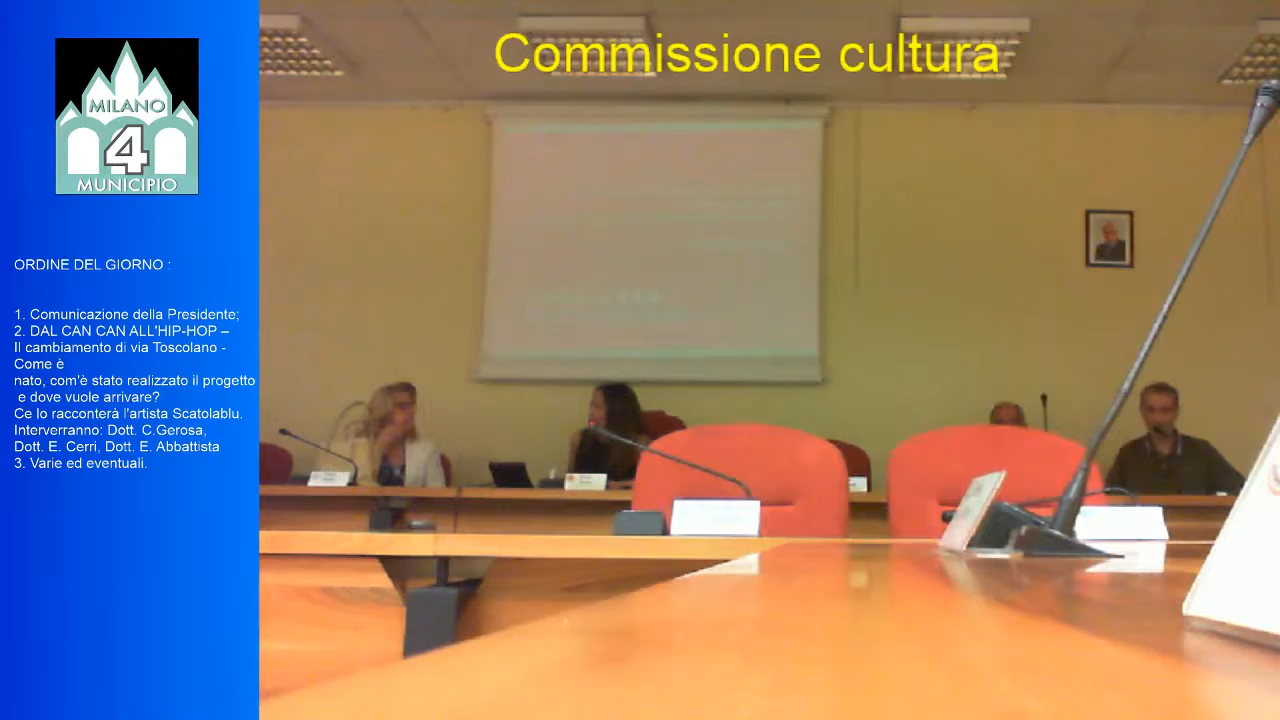 Commissione cultura
MILANO
4
MUNICIPIO
ORDINE DEL GIORNO :
1. Comunicazione della Presidente;
2. DAL CAN CAN ALL'HIP-HOP –
Il cambiamento di via Toscolano -
Come è
nato, com'è stato realizzato il progetto
e dove vuole arrivare?
Ce lo racconterà l'artista Scatolablu.
Interverranno: Dott. C.Gerosa,
Dott. E. Cerri, Dott. E. Abbattista
3. Varie ed eventuali.